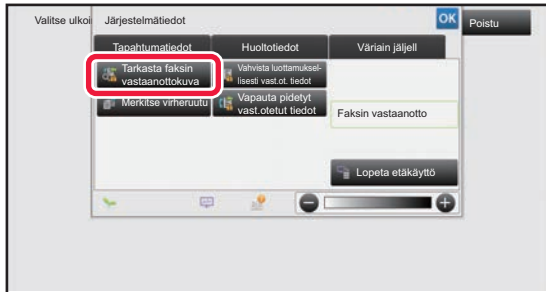 Valitse ulkoi
Järjestelmätiedot
OK
Poistu
Tapahtumatiedot
Huoltotiedot
Väriain jäljell
Tarkasta faksin
vastaanottokuva
Vahvista luottamuksel-
lisesti vast.ot. tiedot
Merkitse virheruutu
Vapauta pidetyt
vast.otetut tiedot
Faksin vastaanotto
Lopeta etäkäyttö